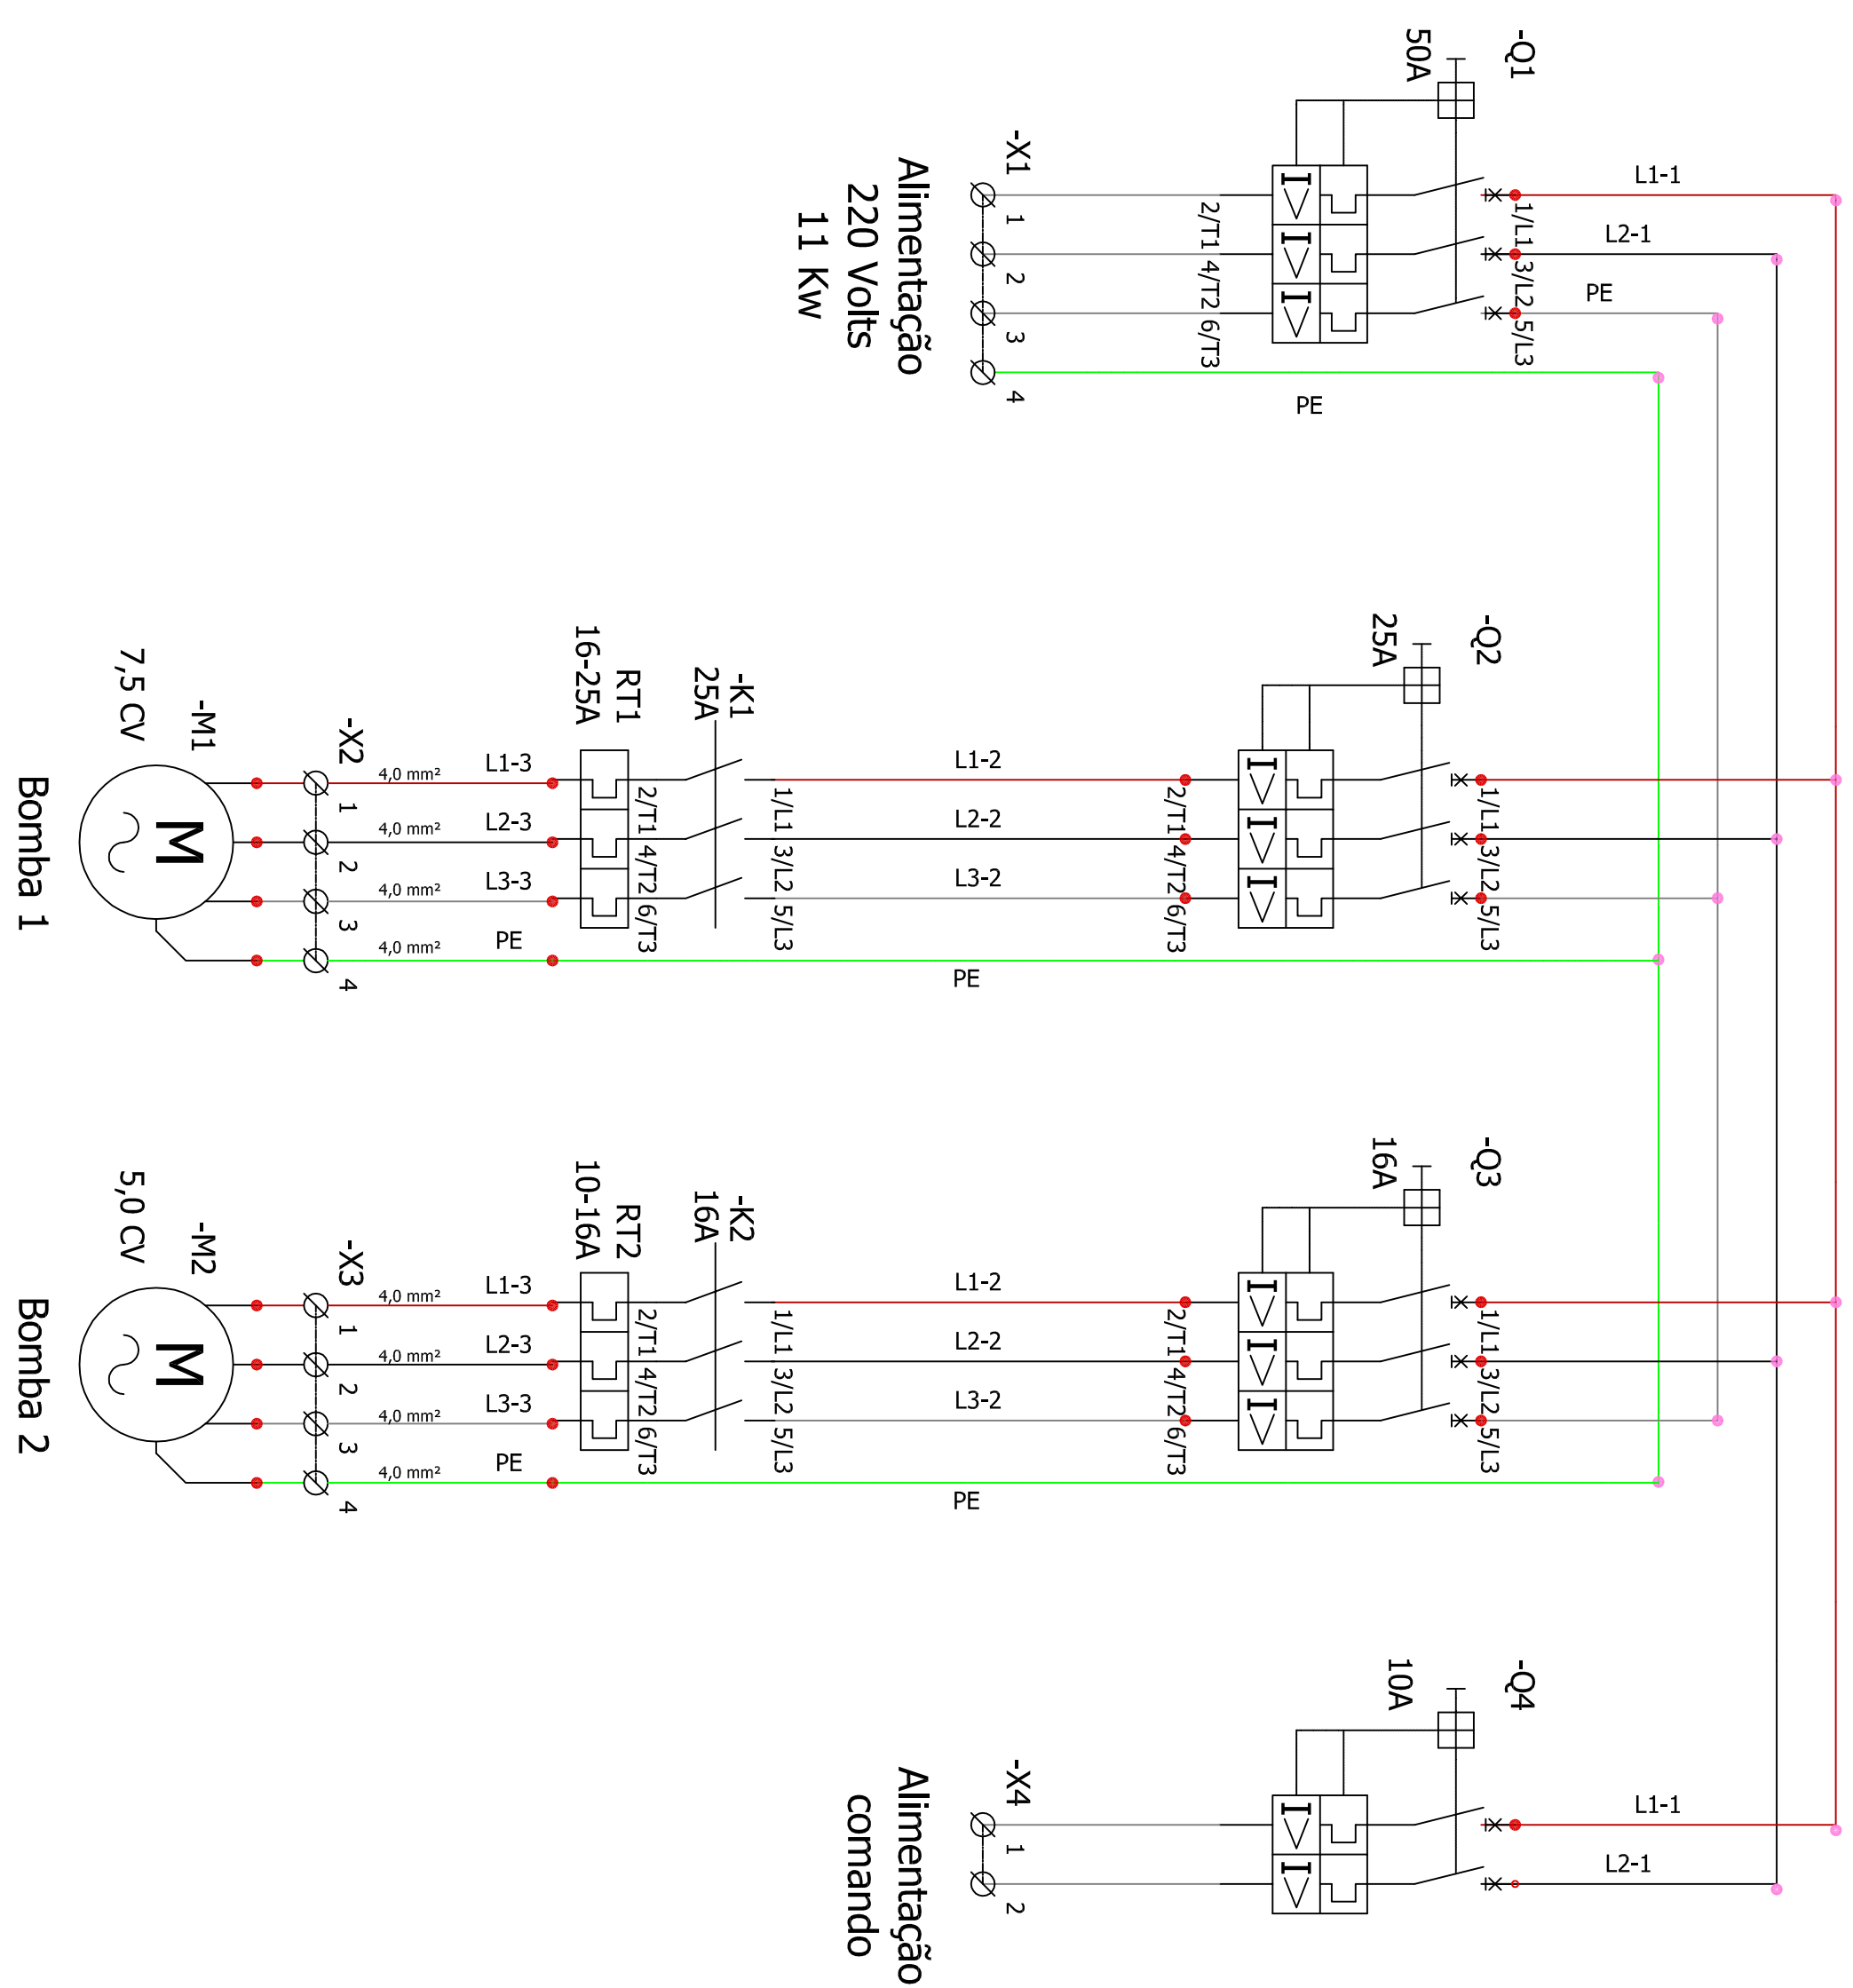 -Q1
50A
L1-1
L2-1
PE
1/L1 3/L2 5/L3
2/T1 4/T2 6/T3
-X1
1
2
3
4
PE
Alimentação
220 Volts
11 Kw
-Q2
25A
1/L1 3/L2 5/L3
2/T1 4/T2 6/T3
L1-2
L2-2
L3-2
PE
-K1
25A
1/L1 3/L2 5/L3
2/T1 4/T2 6/T3
RT1
16-25A
L1-3
L2-3
L3-3
PE
4,0 mm²
4,0 mm²
4,0 mm²
4,0 mm²
-X2
1
2
3
4
-M1
7,5 CV
M
Bomba 1
-Q3
16A
1/L1 3/L2 5/L3
2/T1 4/T2 6/T3
L1-2
L2-2
L3-2
PE
-K2
16A
1/L1 3/L2 5/L3
2/T1 4/T2 6/T3
RT2
10-16A
L1-3
L2-3
L3-3
PE
4,0 mm²
4,0 mm²
4,0 mm²
4,0 mm²
-X3
1
2
3
4
-M2
5,0 CV
M
Bomba 2
-Q4
10A
L1-1
L2-1
-X4
1
2
Alimentação
comando